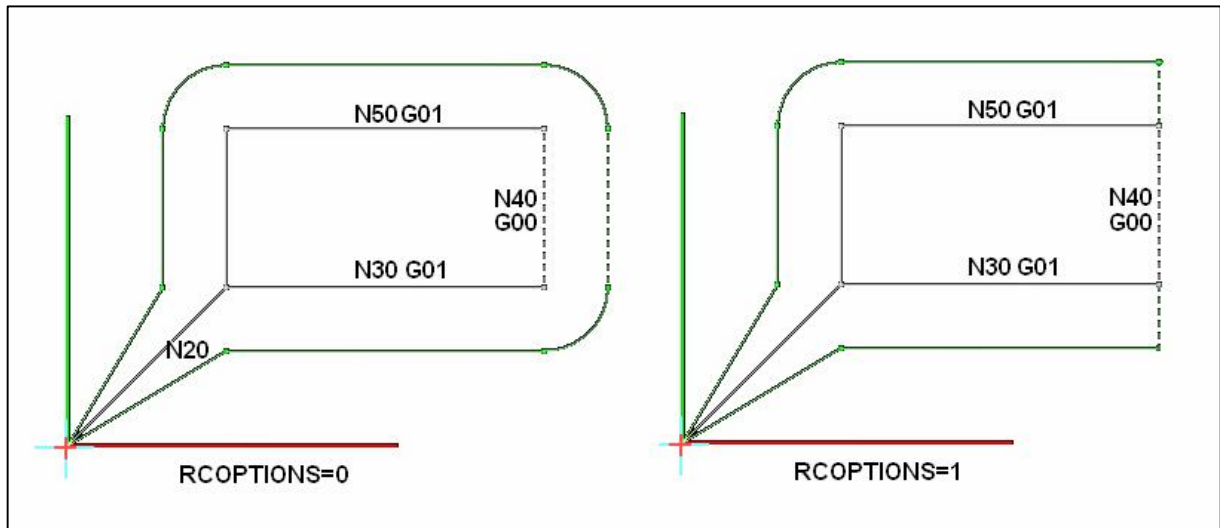 N50 G01
N40
G00
N30 G01
N20
RCOPTIONS=0
N50 G01
N40
G00
N30 G01
RCOPTIONS=1